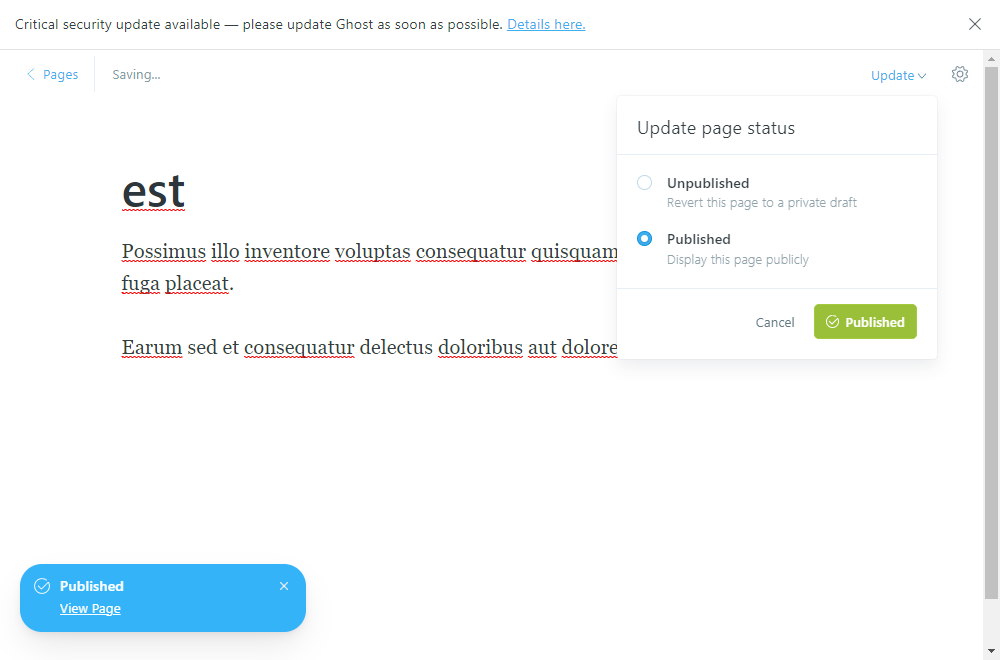 Critical security update available — please update Ghost as soon as possible. Details here.
Pages
Saving...
Update
Update page status
Unpublished
Revert this page to a private draft
Published
Display this page publicly
Cancel
Published
est
Possimus illo inventore voluptas consequatur quisquam
fuga placeat.
Earum sed et consequatur delectus doloribus aut dolore
Published
View Page